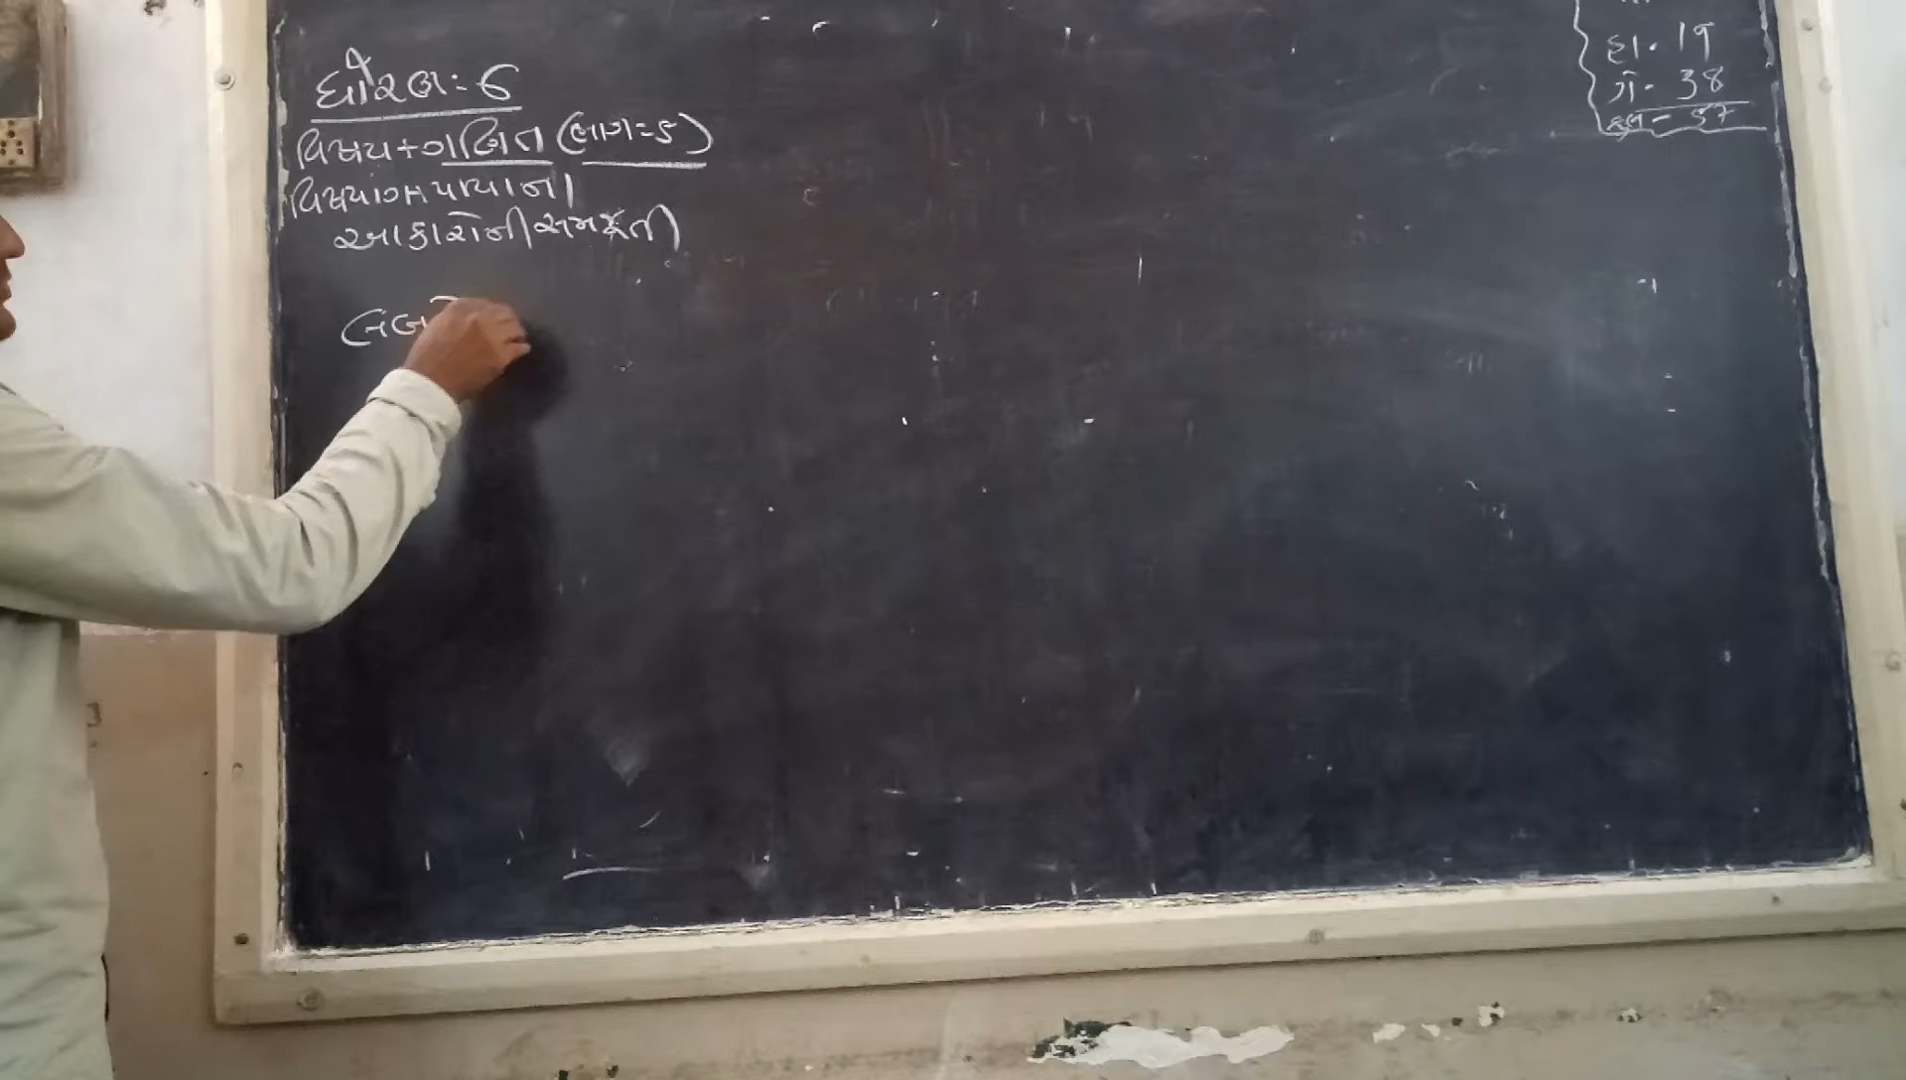 ધોરણ:- 6
વિષય:- ગણિત (ભાગ=5)
વિષયાંગ
આકારોની સમજૂતી
લંબ
હા. 19
ગે. 38
કુલ - 57